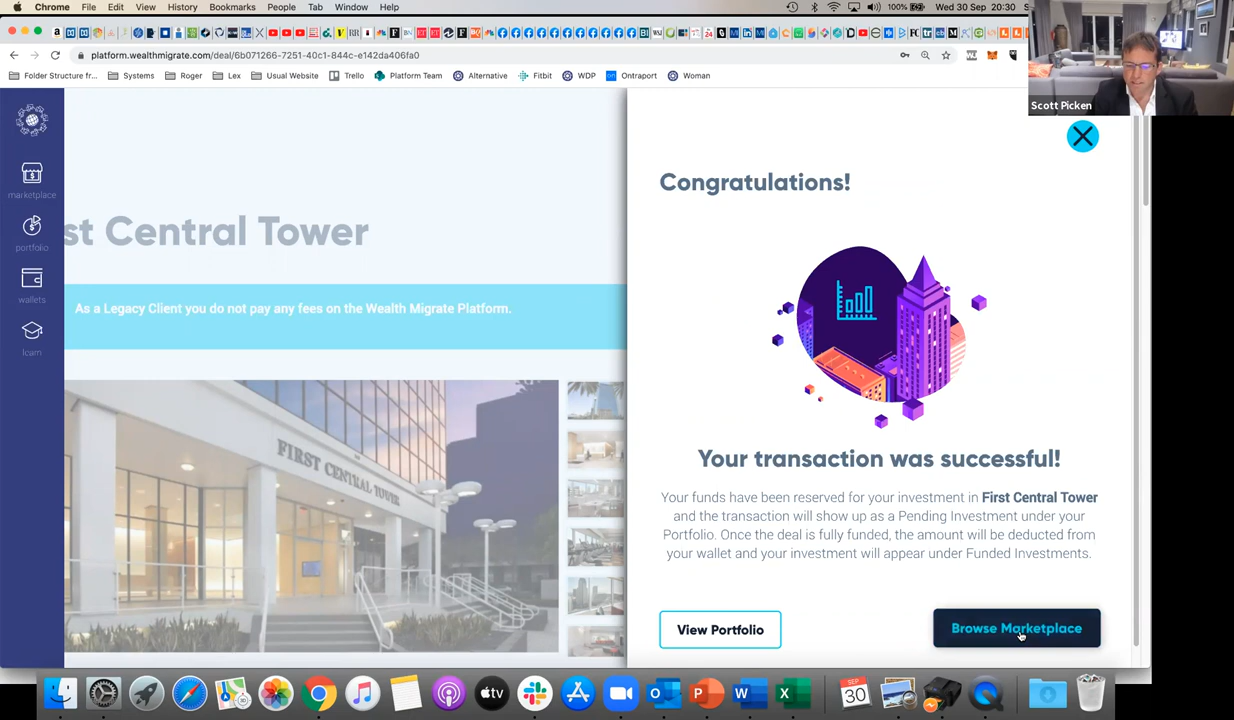 Chrome File Edit View History Bookmarks People Tab Window Help
100% Wed 30 Sep 20:30
platform.wealthmigrate.com/deal/6b071266-7251-40c1-844c-e142da406fa0
Folder Structure fr... Systems Roger Lex Usual Website Trello Platform Team Alternative Fitbit WDP Ontraport Woman
Scott Picken
marketplace
portfolio
wallets
learn
st Central Tower
As a Legacy Client you do not pay any fees on the Wealth Migrate Platform.
FIRST CENTRAL TOWER
Congratulations!
Your transaction was successful!
Your funds have been reserved for your investment in First Central Tower
and the transaction will show up as a Pending Investment under your
Portfolio. Once the deal is fully funded, the amount will be deducted from
your wallet and your investment will appear under Funded Investments.
View Portfolio
Browse Marketplace
tv
SEP
30